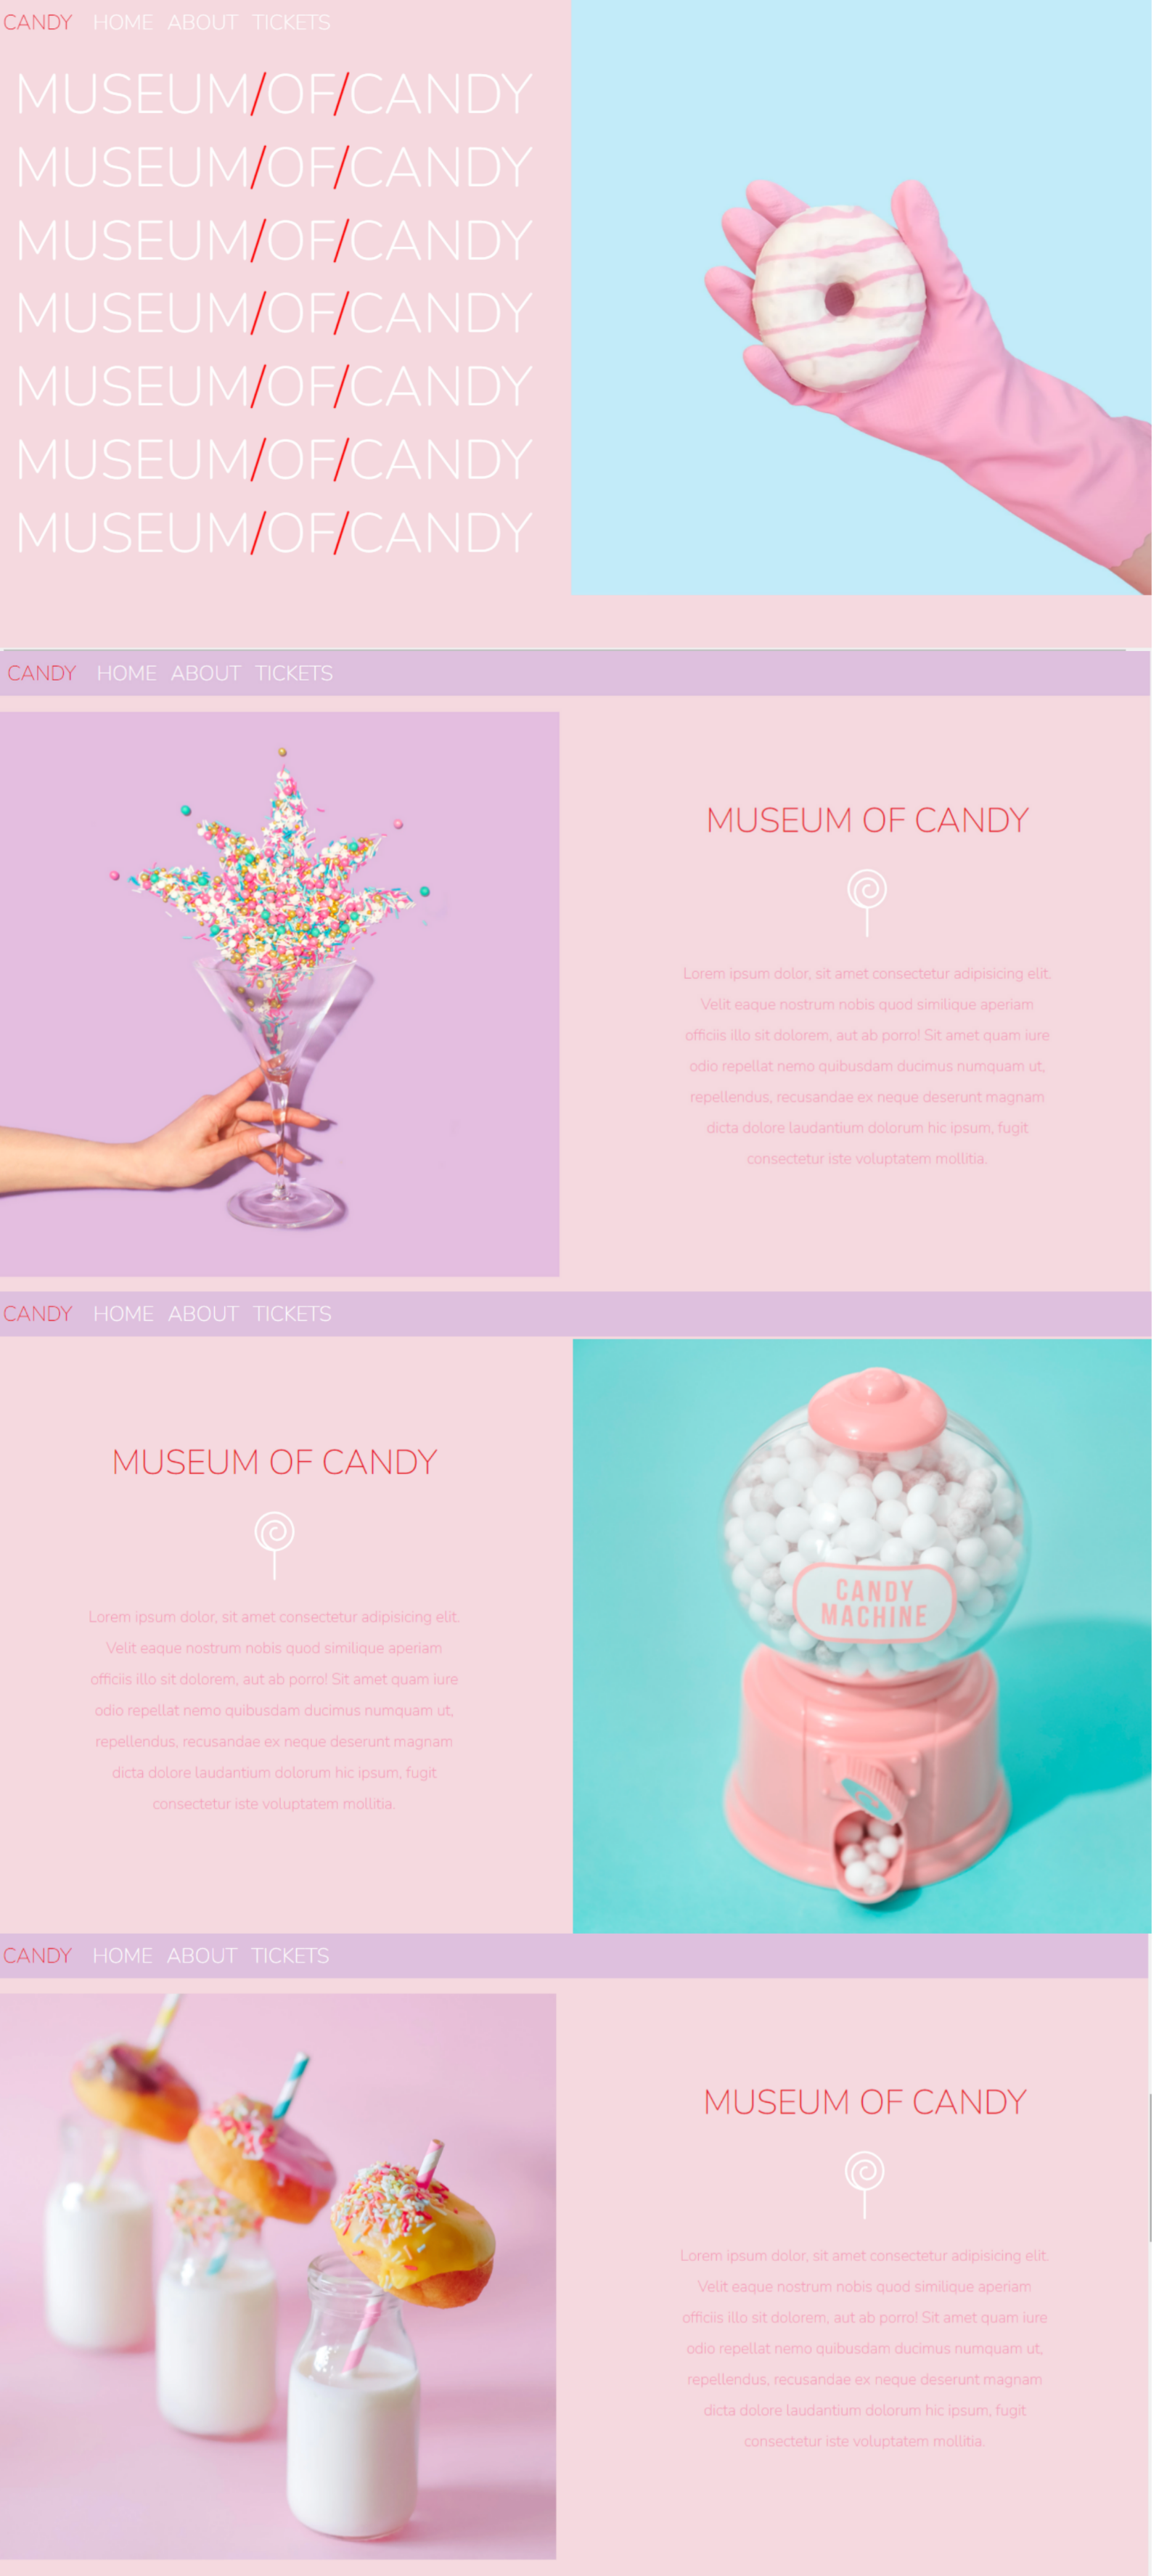 CANDY HOME ABOUT TICKETS
MUSEUM/OF/CANDY
MUSEUM/OF/CANDY
MUSEUM/OF/CANDY
MUSEUM/OF/CANDY
MUSEUM/OF/CANDY
MUSEUM/OF/CANDY
MUSEUM/OF/CANDY
CANDY HOME ABOUT TICKETS
MUSEUM OF CANDY
Lorem ipsum dolor, sit amet consectetur adipisicing elit.
Velit eaque nostrum nobis quod similique aperiam
officiis illo sit dolorem, aut ab porro! Sit amet quam iure
odio repellat nemo quibusdam ducimus numquam ut,
repellendus, recusandae ex neque deserunt magnam
dicta dolore laudantium dolorum hic ipsum, fugit
consectetur iste voluptatem mollitia.
CANDY HOME ABOUT TICKETS
MUSEUM OF CANDY
Lorem ipsum dolor, sit amet consectetur adipisicing elit.
Velit eaque nostrum nobis quod similique aperiam
officiis illo sit dolorem, aut ab porro! Sit amet quam iure
odio repellat nemo quibusdam ducimus numquam ut,
repellendus, recusandae ex neque deserunt magnam
dicta dolore laudantium dolorum hic ipsum, fugit
consectetur iste voluptatem mollitia.
CANDY
MACHINE
CANDY HOME ABOUT TICKETS
MUSEUM OF CANDY
Lorem ipsum dolor, sit amet consectetur adipisicing elit.
Velit eaque nostrum nobis quod similique aperiam
officiis illo sit dolorem, aut ab porro! Sit amet quam iure
odio repellat nemo quibusdam ducimus numquam ut,
repellendus, recusandae ex neque deserunt magnam
dicta dolore laudantium dolorum hic ipsum, fugit
consectetur iste voluptatem mollitia.